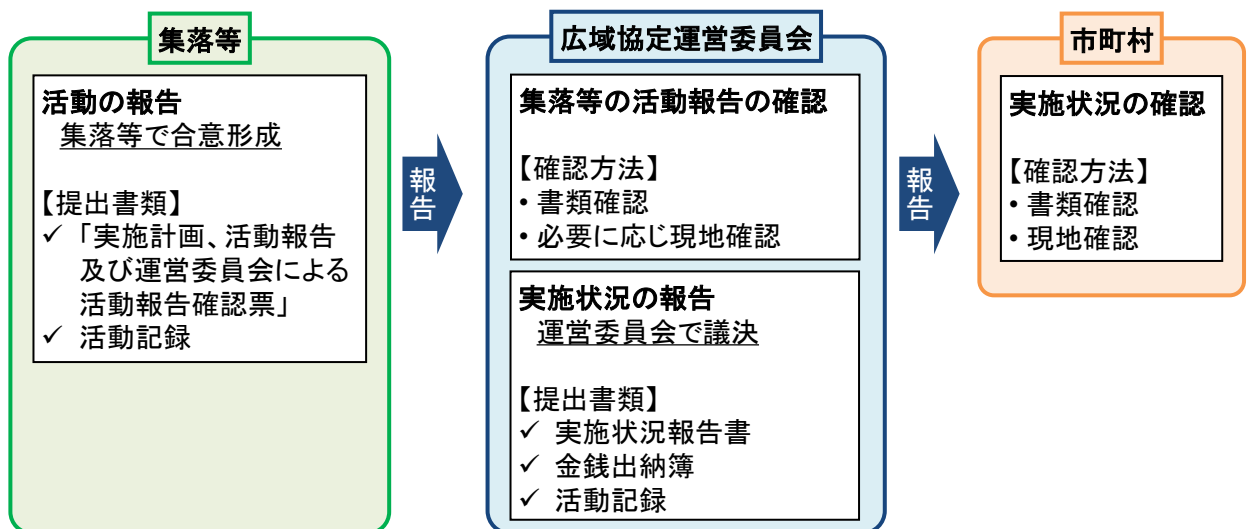 集落等
活動の報告
集落等で合意形成
【提出書類】
✓ 「実施計画、活動報告
及び運営委員会による
活動報告確認票」
✓ 活動記録
報告
広域協定運営委員会
集落等の活動報告の確認
【確認方法】
• 書類確認
• 必要に応じ現地確認
実施状況の報告
運営委員会で議決
【提出書類】
✓ 実施状況報告書
✓ 金銭出納簿
✓ 活動記録
報告
市町村
実施状況の確認
【確認方法】
• 書類確認
• 現地確認